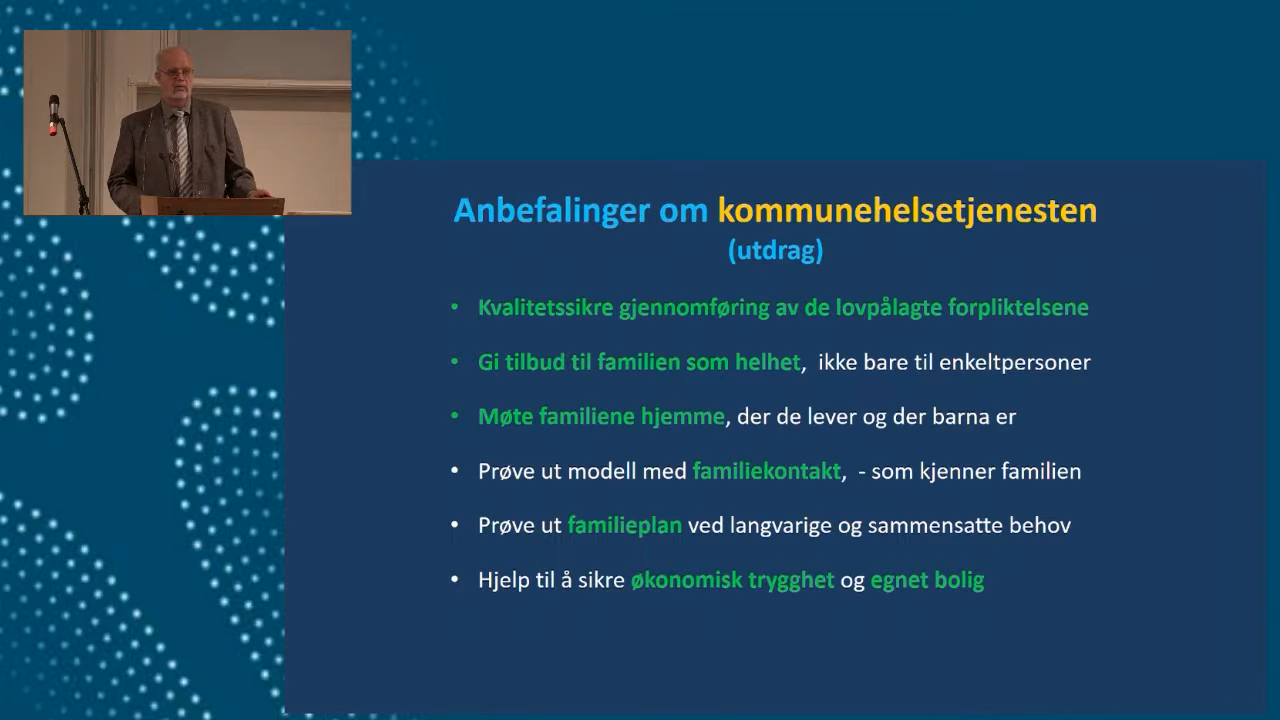 Anbefalinger om kommunehelsetjenesten
(utdrag)
• Kvalitetssikre gjennomføring av de lovpålagte forpliktelsene
• Gi tilbud til familien som helhet, ikke bare til enkeltpersoner
• Møte familiene hjemme, der de lever og der barna er
• Prøve ut modell med familiekontakt, - som kjenner familien
• Prøve ut familieplan ved langvarige og sammensatte behov
• Hjelp til å sikre økonomisk trygghet og egnet bolig